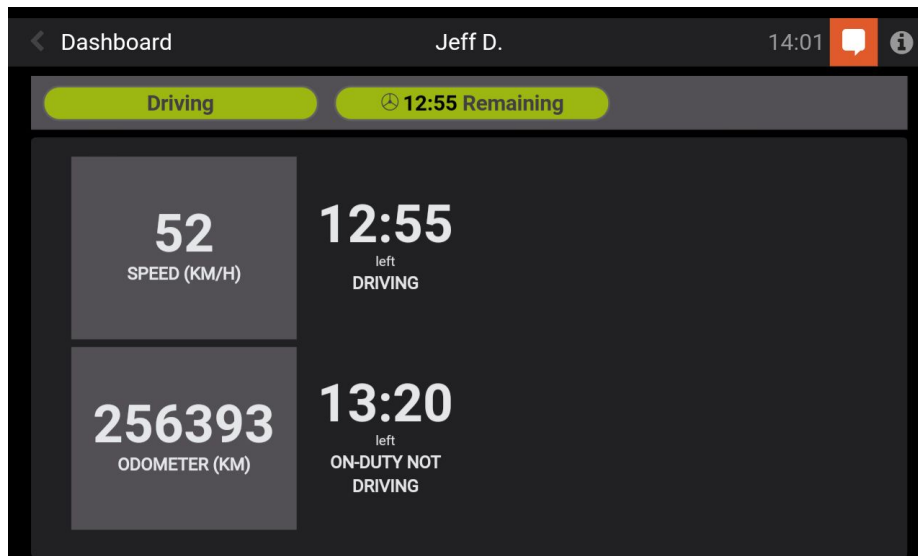 Dashboard
Jeff D.
14:01
Driving
12:55 Remaining
52
SPEED (KM/H)
12:55
left
DRIVING
256393
ODOMETER (KM)
13:20
left
ON-DUTY NOT
DRIVING